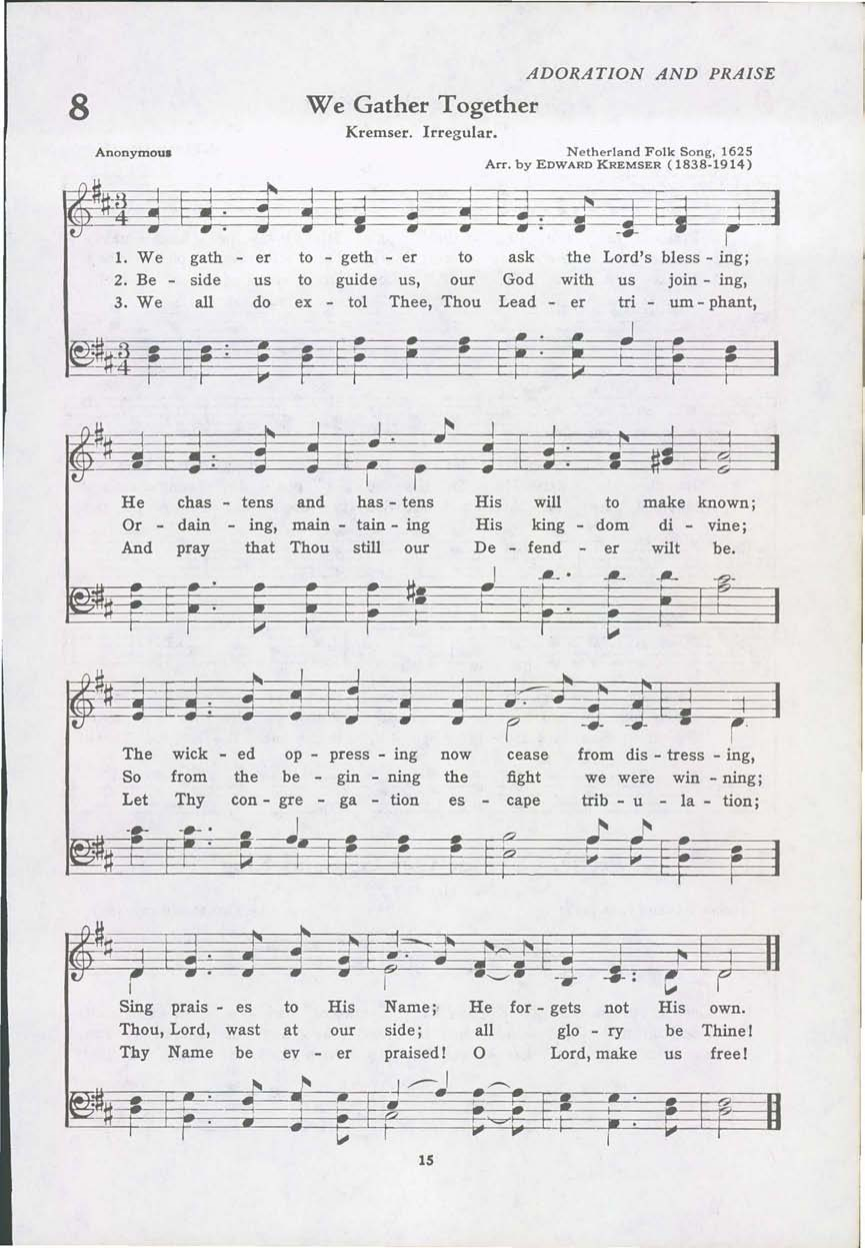 ADORATION AND PRAISE
8
We Gather Together
Kremser. Irregular.
Anonymous
Netherland Folk Song, 1625
Arr. by EDWARD KREMSER (1838-1914)
3
4
1. We gath - er to - geth - er to ask the Lord's bless - ing;
2. Be - side us to guide us, our God with us join - ing,
3. We all do ex - tol Thee, Thou Lead - er tri - um - phant,
3
4
He chas - tens and has - tens His will to make known;
Or - dain - ing, main - tain - ing His king - dom di - vine;
And pray that Thou still our De - fend - er wilt be.
The wick - ed op - press - ing now cease from dis - tress - ing,
So from the be - gin - ning the fight we were win - ning;
Let Thy con - gre - ga - tion es - cape trib - u - la - tion;
Sing prais - es to His Name; He for - gets not His own.
Thou, Lord, wast at our side; all glo - ry be Thine!
Thy Name be ev - er praised! O Lord, make us free!
15